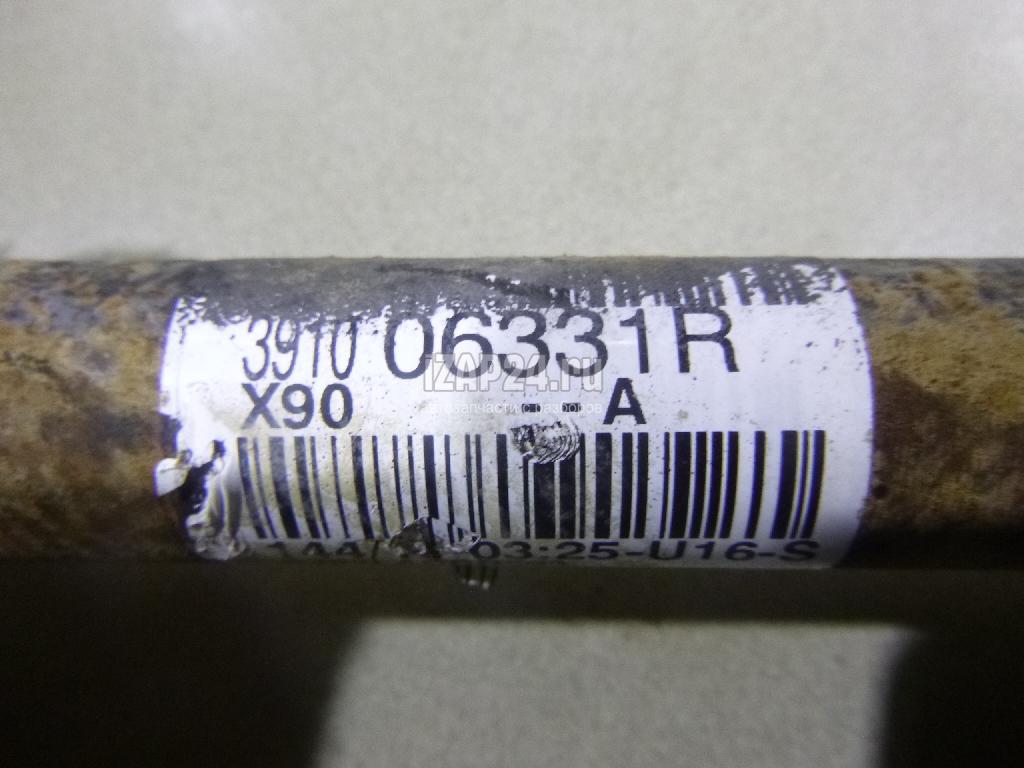 3910 06331R
IZAP24.ru
X90 --A
автозапчасти с разборов
03:25-U16-S